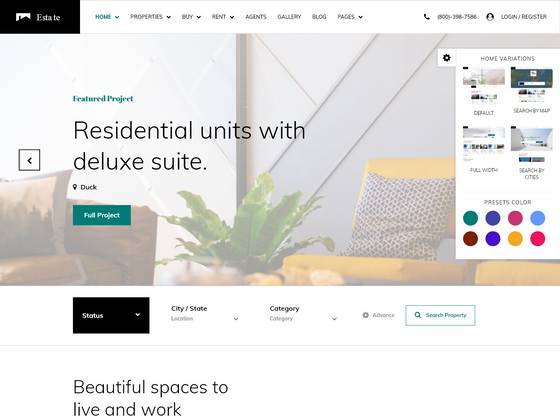 Estate
HOME
PROPERTIES
BUY
RENT
AGENTS
GALLERY
BLOG
PAGES
(800)-398-7586
LOGIN / REGISTER
HOME VARIATIONS
DEFAULT
SEARCH BY MAP
FULL WIDTH
SEARCH BY
CITIES
PRESETS COLOR
Featured Project
Residential units with
deluxe suite.
Duck
Full Project
Status
City / State
Location
Category
Category
Advance
Search Property
Beautiful spaces to
live and work